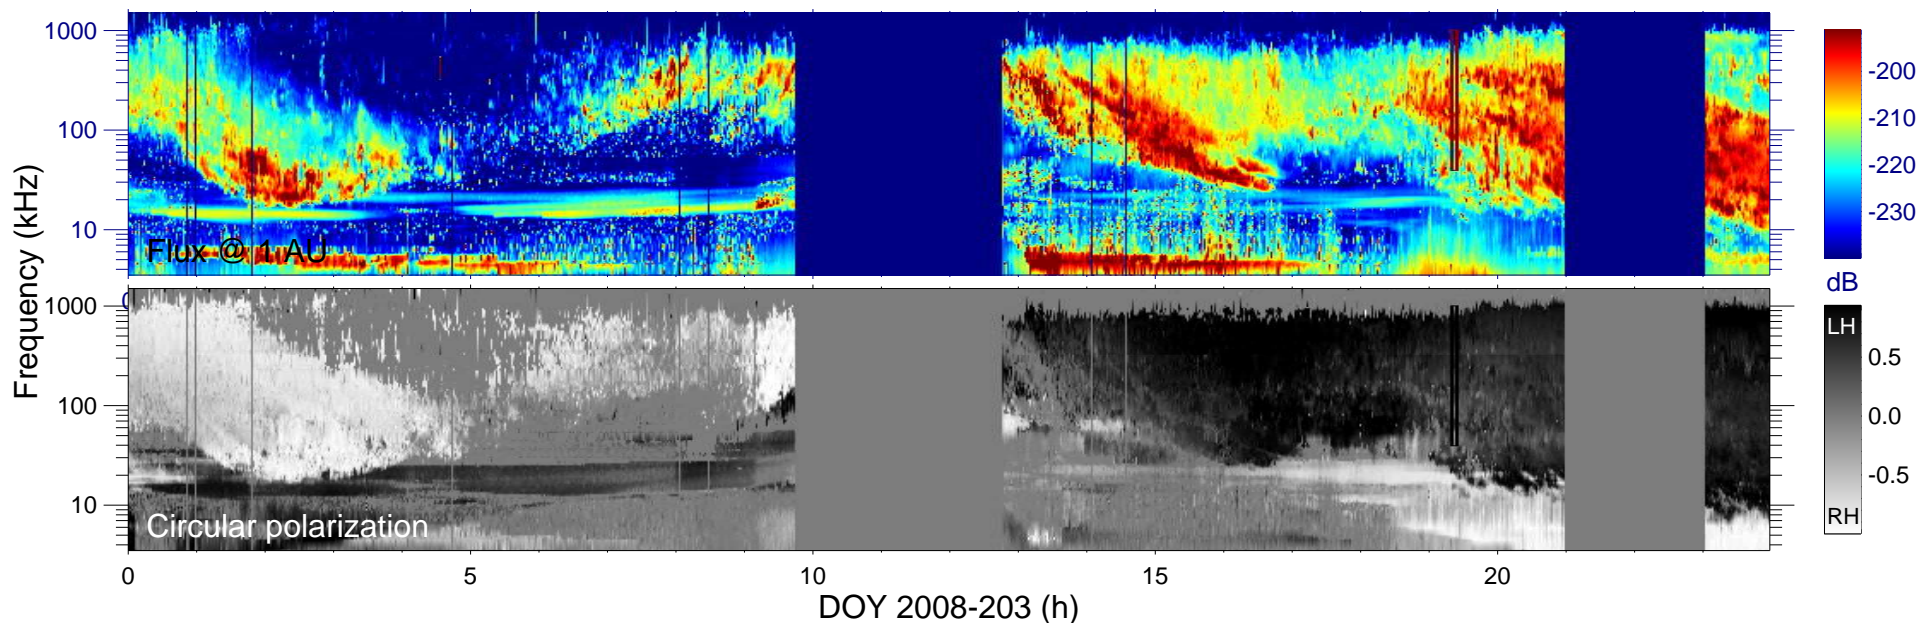 1000
100
10
Flux @ 1 AU
-200
-210
-220
-230
dB
0
Frequency (kHz)
1000
100
10
Circular polarization
LH
0.5
0.0
-0.5
RH
0
5
10
15
20
DOY 2008-203 (h)